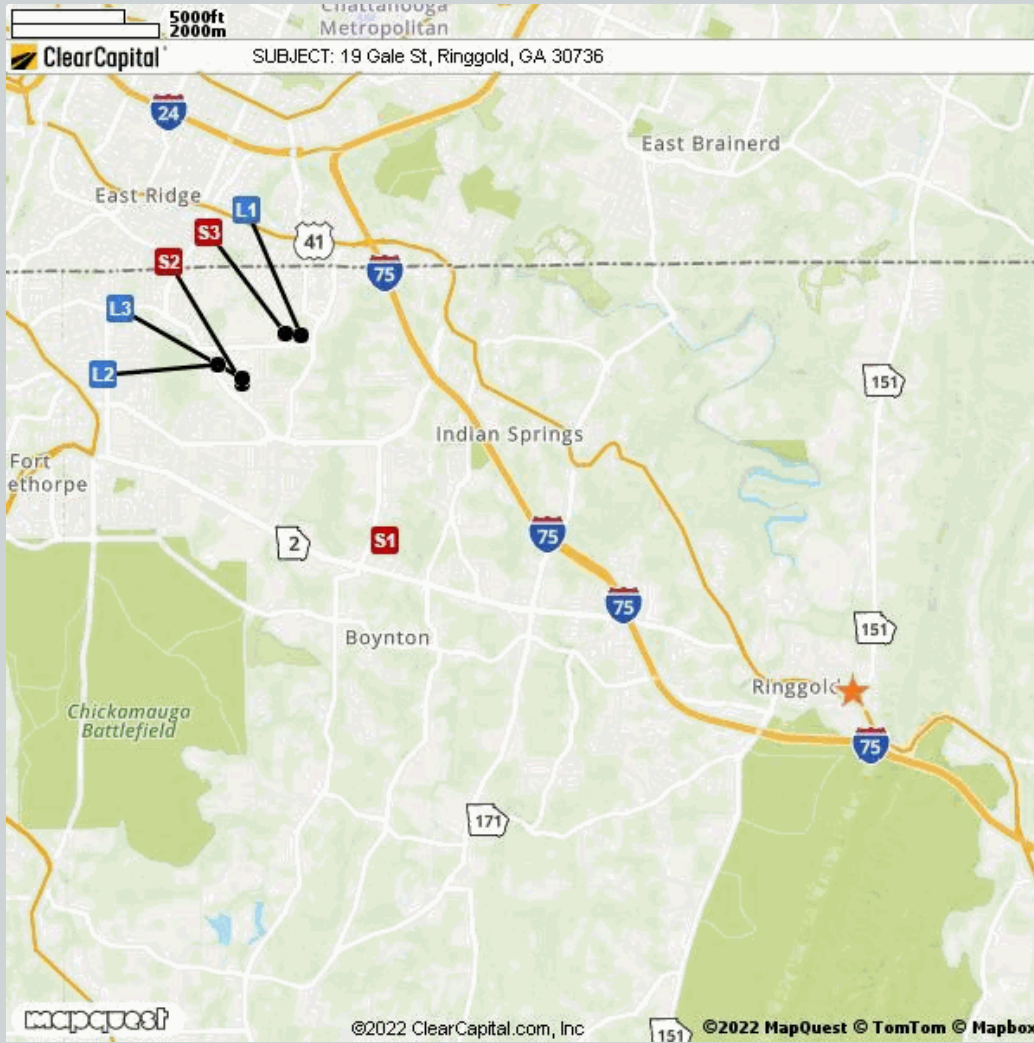 Chattanooga
Metropolitan
5000ft
2000m
ClearCapital
SUBJECT: 19 Gale St, Ringgold, GA 30736
24
East Brainerd
East Ridge
L1
S3
41
S2
75
L3
L2
151
Indian Springs
Fort
ethorpe
75
S1
2
75
151
Boynton
Ringgold
Chickamauga
Battlefield
75
171
mapquest
©2022 ClearCapital.com, Inc
151
©2022 MapQuest © TomTom © Mapbox